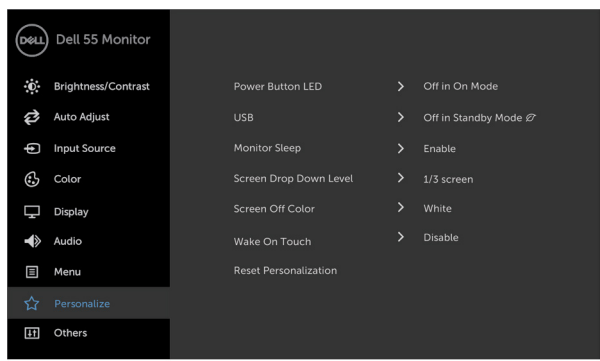 DELL Dell 55 Monitor
Brightness/Contrast
Auto Adjust
Input Source
Color
Display
Audio
Menu
Personalize
Others
Power Button LED > Off in On Mode
USB > Off in Standby Mode
Monitor Sleep > Enable
Screen Drop Down Level > 1/3 screen
Screen Off Color > White
Wake On Touch > Disable
Reset Personalization